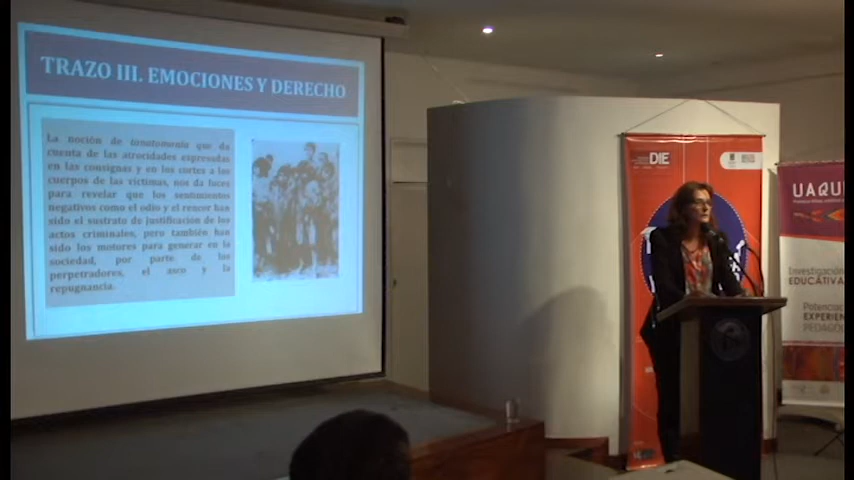 TRAZO III. EMOCIONES Y DERECHO
La noción de tonatumenia que da
cuenta de las atrocidades expresadas
en las consignas y en los cortes a los
cuerpos de las víctimas, nos da luces
para revelar que los sentimientos
negativos como el odio y el rencor han
sido el sustrato de justificación de los
actos criminales, pero también han
sido los motores para generar en la
sociedad, por parte de los
perpetradores, el asco y la
repugnancia.
DIE
UAQU
Investigación
EDUCATIVA
Potencia
EXPERIEN
PEDAGÓ